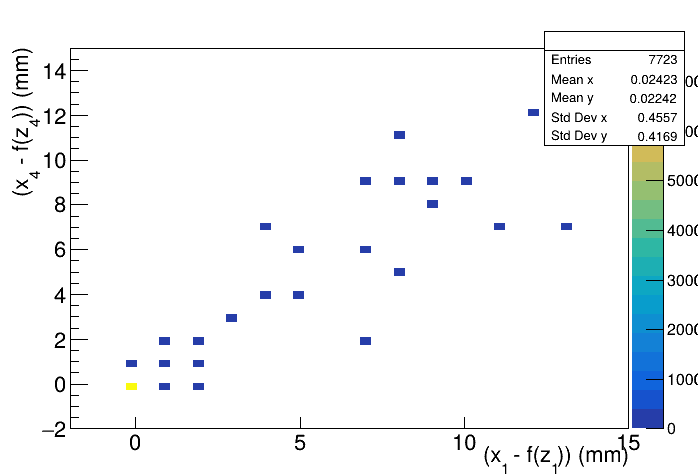 Entries 7723
Mean x 0.02423
Mean y 0.02242
Std Dev x 0.4557
Std Dev y 0.4169
(x₄ - f(z₄)) (mm)
14
12
10
8
6
4
2
0
−2
0 5 10 15
(x₁ - f(z₁)) (mm)
5000
4000
3000
2000
1000
0